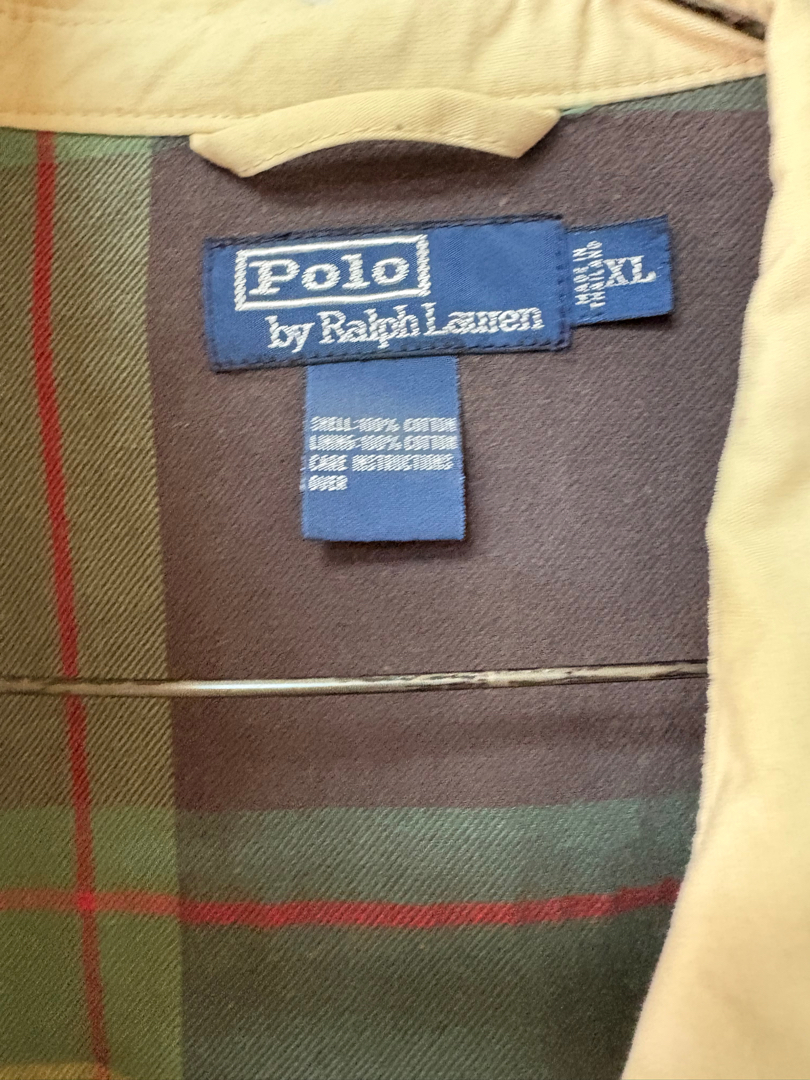 Polo
by Ralph Lauren
MADE IN
THAILAND
XL
SHELL:100% COTTON
LINING:100% COTTON
CARE INSTRUCTIONS
OVER